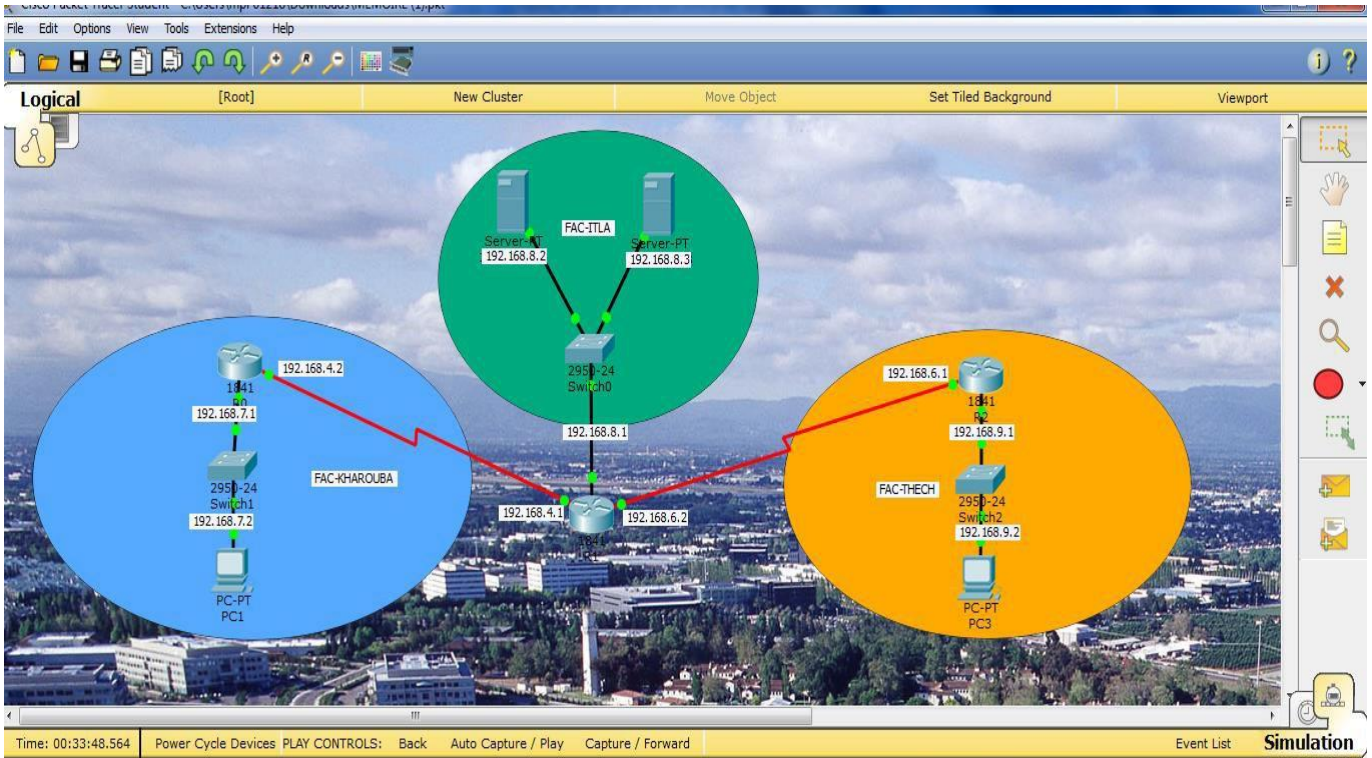 File Edit Options View Tools Extensions Help
Logical [Root] New Cluster Move Object Set Tiled Background Viewport
FAC-ITLA
Server-PT Server-PT
192.168.8.2 192.168.8.3
2950-24
Switch0
192.168.8.1
192.168.4.2
1841
R0
192.168.7.1
FAC-KHAROUBA
2950-24
Switch1
192.168.7.2
PC-PT
PC1
192.168.4.1 192.168.6.2
1841
192.168.6.1
1841
R2
192.168.9.1
FAC-THECH
2950-24
Switch2
192.168.9.2
PC-PT
PC3
Time: 00:33:48.564 Power Cycle Devices PLAY CONTROLS: Back Auto Capture / Play Capture / Forward Event List Simulation